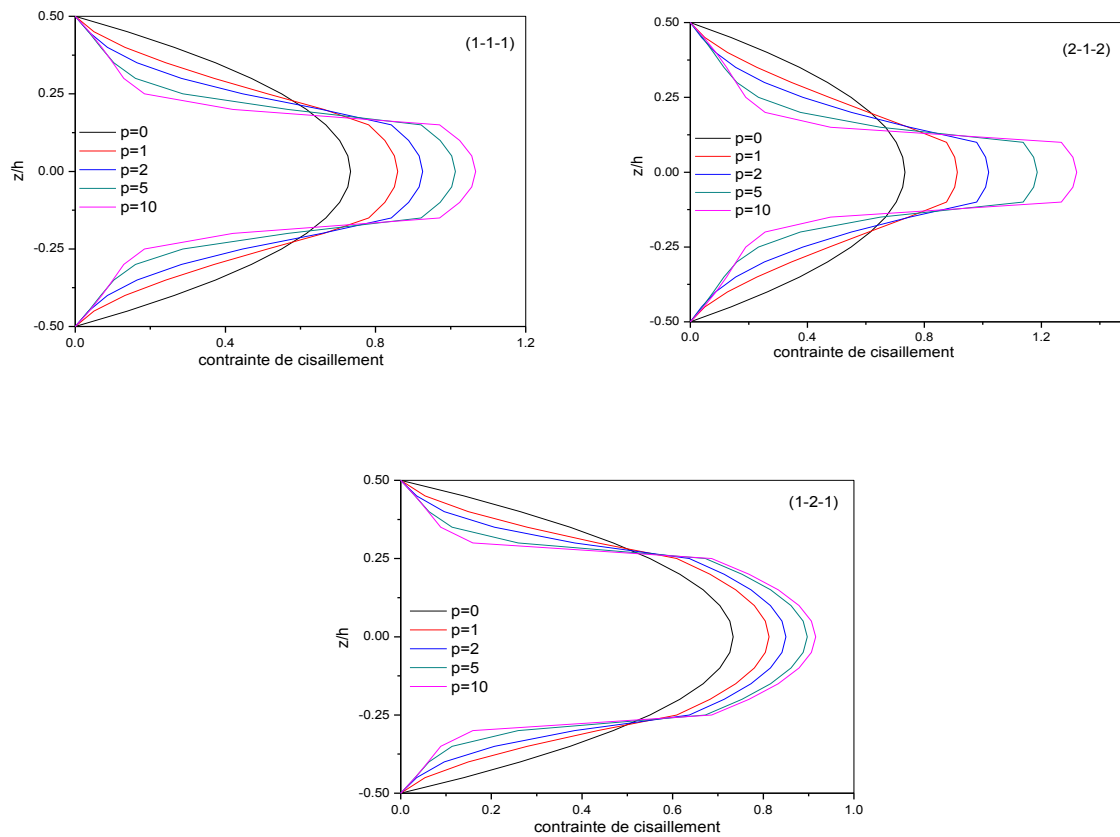 (1-1-1)
0.50
0.25
0.00
-0.25
-0.50
z/h
p=0
p=1
p=2
p=5
p=10
0.0 0.4 0.8 1.2
contrainte de cisaillement
(2-1-2)
0.50
0.25
0.00
-0.25
-0.50
z/h
p=0
p=1
p=2
p=5
p=10
0.0 0.4 0.8 1.2
contrainte de cisaillement
(1-2-1)
0.50
0.25
0.00
-0.25
-0.50
z/h
p=0
p=1
p=2
p=5
p=10
0.0 0.2 0.4 0.6 0.8 1.0
contrainte de cisaillement